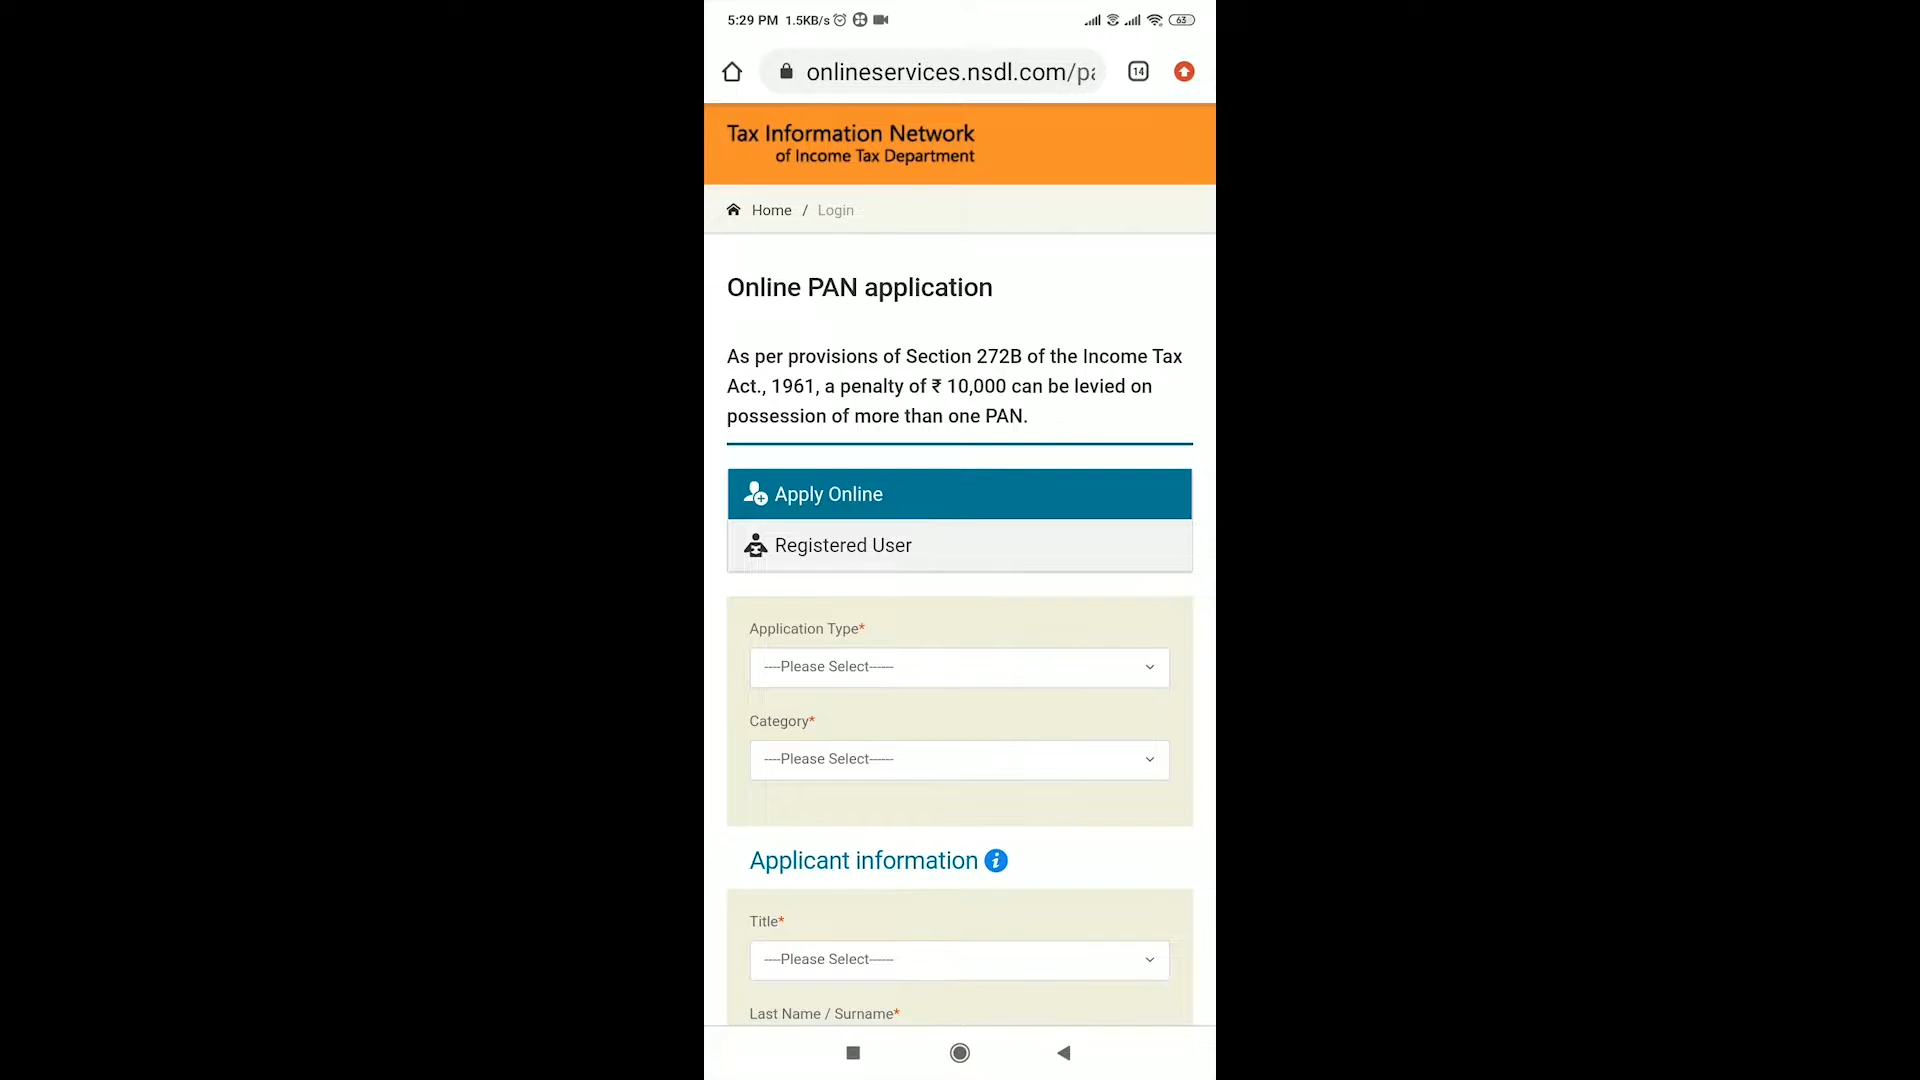 5:29 PM 1.5KB/s 63
onlineservices.nsdl.com/pa 14
Tax Information Network
of Income Tax Department
Home / Login
Online PAN application
As per provisions of Section 272B of the Income Tax
Act., 1961, a penalty of ₹ 10,000 can be levied on
possession of more than one PAN.
Apply Online
Registered User
Application Type*
----Please Select------
Category*
----Please Select------
Applicant information i
Title*
----Please Select------
Last Name / Surname*